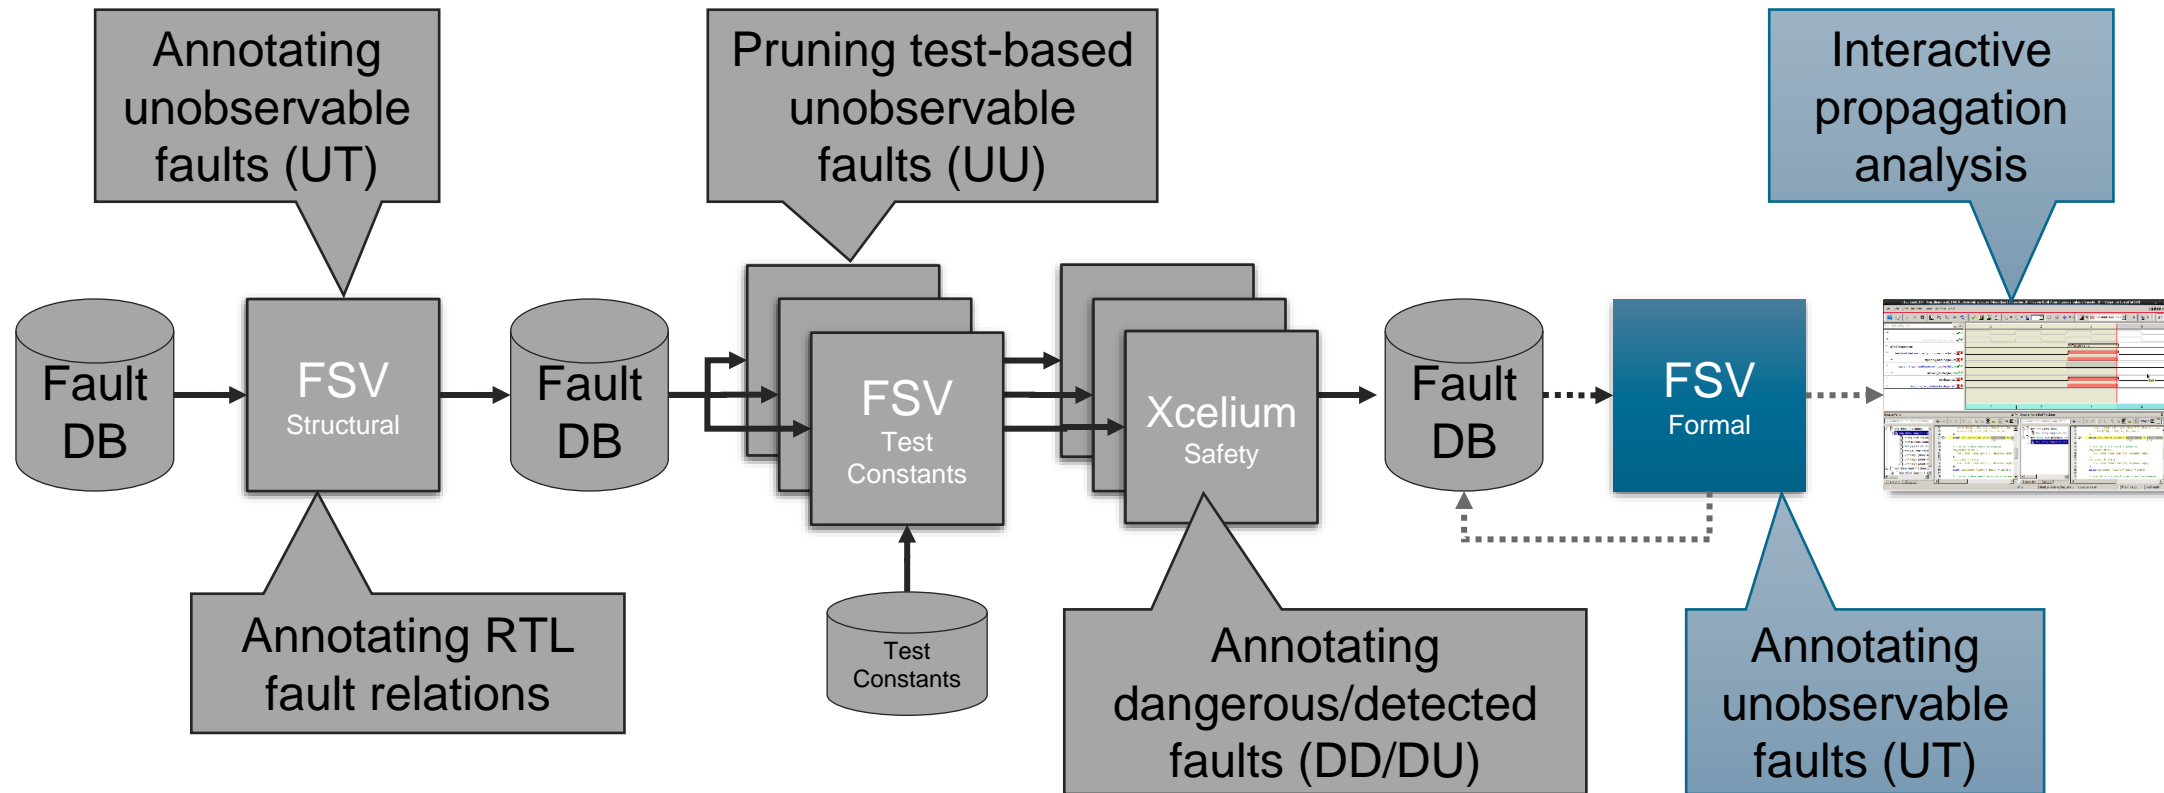 Annotating
unobservable
faults (UT)
Pruning test-based
unobservable
faults (UU)
Interactive
propagation
analysis
Fault
DB
FSV
Structural
Fault
DB
FSV
Test
Constants
Xcelium
Safety
Fault
DB
FSV
Formal
Annotating RTL
fault relations
Test
Constants
Annotating
dangerous/detected
faults (DD/DU)
Annotating
unobservable
faults (UT)